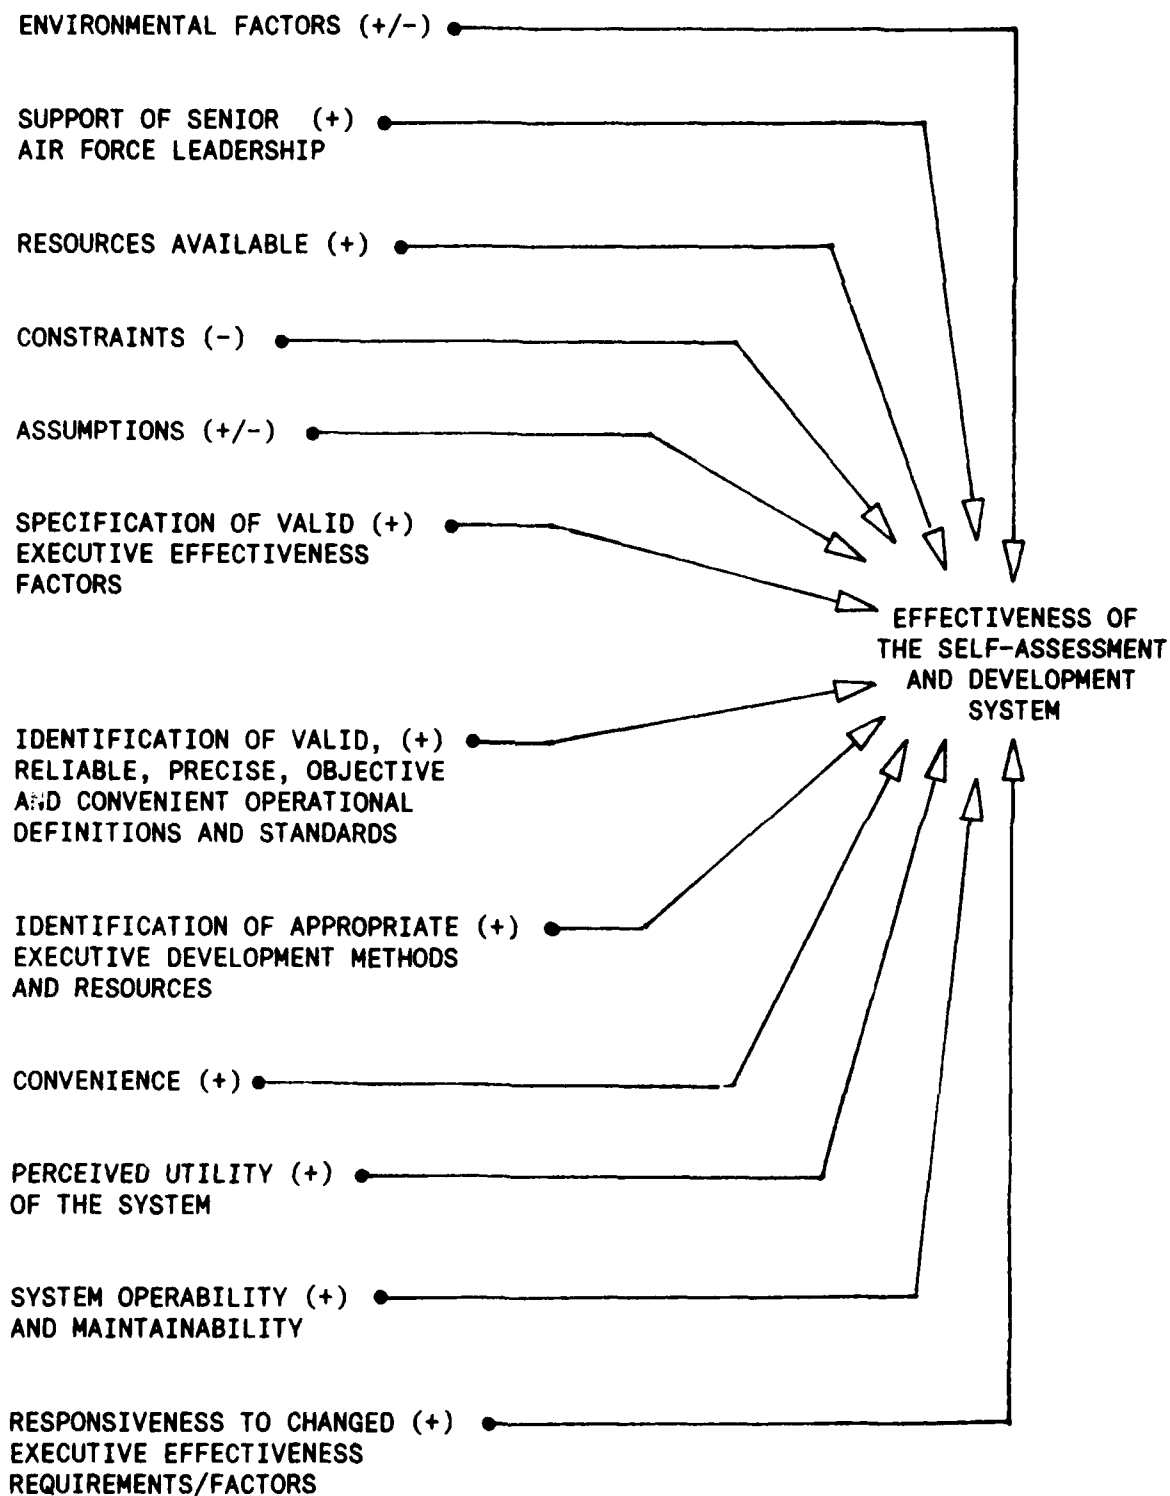 ENVIRONMENTAL FACTORS (+/-)
SUPPORT OF SENIOR (+)
AIR FORCE LEADERSHIP
RESOURCES AVAILABLE (+)
CONSTRAINTS (-)
ASSUMPTIONS (+/-)
SPECIFICATION OF VALID (+)
EXECUTIVE EFFECTIVENESS
FACTORS
EFFECTIVENESS OF
THE SELF-ASSESSMENT
AND DEVELOPMENT
SYSTEM
IDENTIFICATION OF VALID, (+)
RELIABLE, PRECISE, OBJECTIVE
AND CONVENIENT OPERATIONAL
DEFINITIONS AND STANDARDS
IDENTIFICATION OF APPROPRIATE (+)
EXECUTIVE DEVELOPMENT METHODS
AND RESOURCES
CONVENIENCE (+)
PERCEIVED UTILITY (+)
OF THE SYSTEM
SYSTEM OPERABILITY (+)
AND MAINTAINABILITY
RESPONSIVENESS TO CHANGED (+)
EXECUTIVE EFFECTIVENESS
REQUIREMENTS/FACTORS